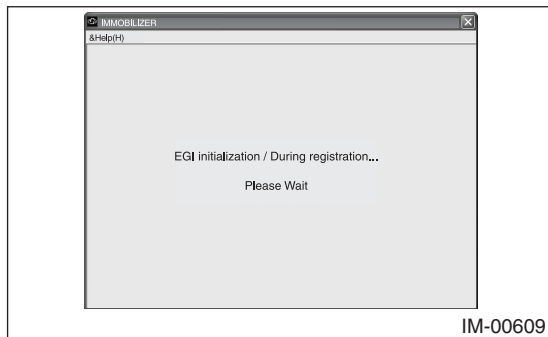 IMMOBILIZER
&Help(H)
EGI initialization / During registration...
Please Wait
IM-00609